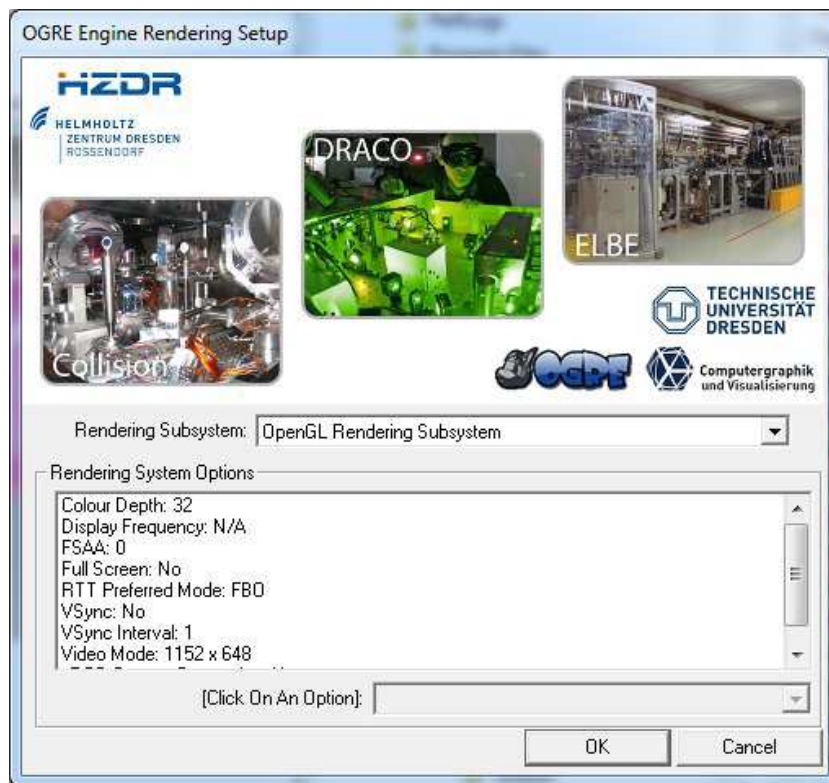 OGRE Engine Rendering Setup
HZDR
HELMHOLTZ
ZENTRUM DRESDEN
ROSSENDORF
DRACO
ELBE
Collision
TECHNISCHE
UNIVERSITÄT
DRESDEN
OGRE
Computergraphik
und Visualisierung
Rendering Subsystem: OpenGL Rendering Subsystem
Rendering System Options
Colour Depth: 32
Display Frequency: N/A
FSAA: 0
Full Screen: No
RTT Preferred Mode: FBO
VSync: No
VSync Interval: 1
Video Mode: 1152 x 648
[Click On An Option]:
OK Cancel